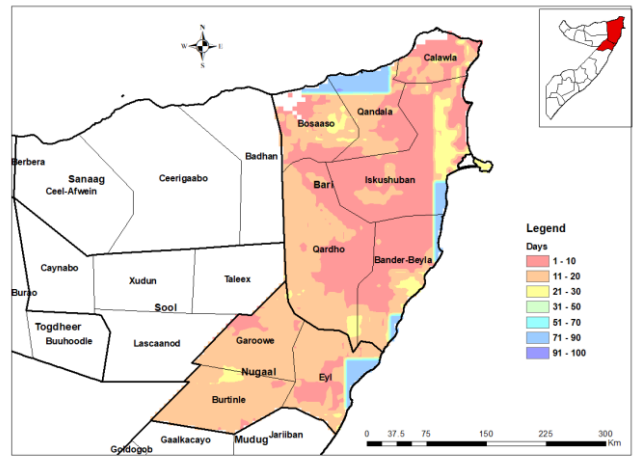 N
W E
S
Calawla
Bosaaso
Qandala
Badhan
Berbera
Sanaag
Ceel-Afwein
Ceerigaabo
Bari
Iskushuban
Qardho
Bander-Beyla
Caynabo
Xudun
Taleex
Burao
Sool
Togdheer
Buuhoodle
Lascaanod
Garoowe
Nugaal
Eyl
Burtinle
Jariiban
Gaalkacayo
Mudug
Goldogob
Legend
Days
1 - 10
11 - 20
21 - 30
31 - 50
51 - 70
71 - 90
91 - 100
0 37.5 75 150 225 300
Km